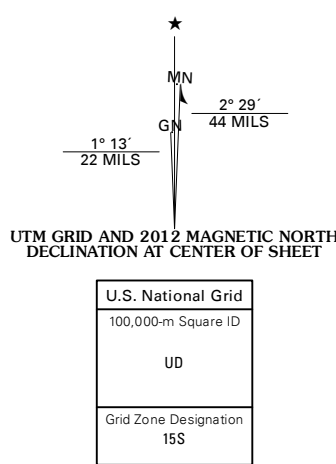 MN
2° 29´
44 MILS
GN
1° 13´
22 MILS
UTM GRID AND 2012 MAGNETIC NORTH
DECLINATION AT CENTER OF SHEET
U.S. National Grid
100,000-m Square ID
UD
Grid Zone Designation
15S